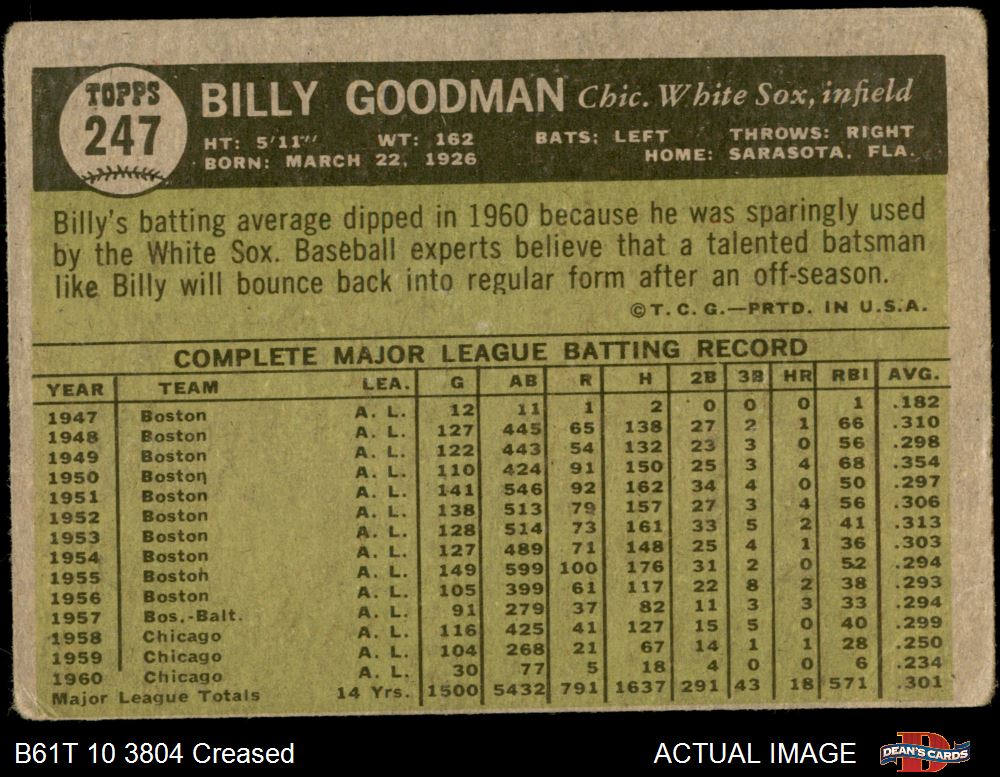 TOPPS
247
BILLY GOODMAN Chic. White Sox, infield
HT: 5'11" WT: 162 BATS: LEFT THROWS: RIGHT
BORN: MARCH 22, 1926 HOME: SARASOTA, FLA.
Billy's batting average dipped in 1960 because he was sparingly used
by the White Sox. Baseball experts believe that a talented batsman
like Billy will bounce back into regular form after an off-season.
©T.C.G.—PRTD. IN U.S.A.
COMPLETE MAJOR LEAGUE BATTING RECORD
YEAR TEAM LEA. G AB R H 2B 3B HR RBI AVG.
1947 Boston A. L. 12 11 1 2 0 0 0 1 .182
1948 Boston A. L. 127 445 65 138 27 2 1 66 .310
1949 Boston A. L. 122 443 54 132 23 3 0 56 .298
1950 Boston A. L. 110 424 91 150 25 3 4 68 .354
1951 Boston A. L. 141 546 92 162 34 4 0 50 .297
1952 Boston A. L. 138 513 79 157 27 3 4 56 .306
1953 Boston A. L. 128 514 73 161 33 5 2 41 .313
1954 Boston A. L. 127 489 71 148 25 4 1 36 .303
1955 Boston A. L. 149 599 100 176 31 2 0 52 .294
1956 Boston A. L. 105 399 61 117 22 8 2 38 .293
1957 Bos.-Balt. A. L. 91 279 37 82 11 3 3 33 .294
1958 Chicago A. L. 116 425 41 127 15 5 0 40 .299
1959 Chicago A. L. 104 268 21 67 14 1 1 28 .250
1960 Chicago A. L. 30 77 5 18 4 0 0 6 .234
Major League Totals 14 Yrs. 1500 5432 791 1637 291 43 18 571 .301
B61T 10 3804 Creased ACTUAL IMAGE DEAN'S CARDS